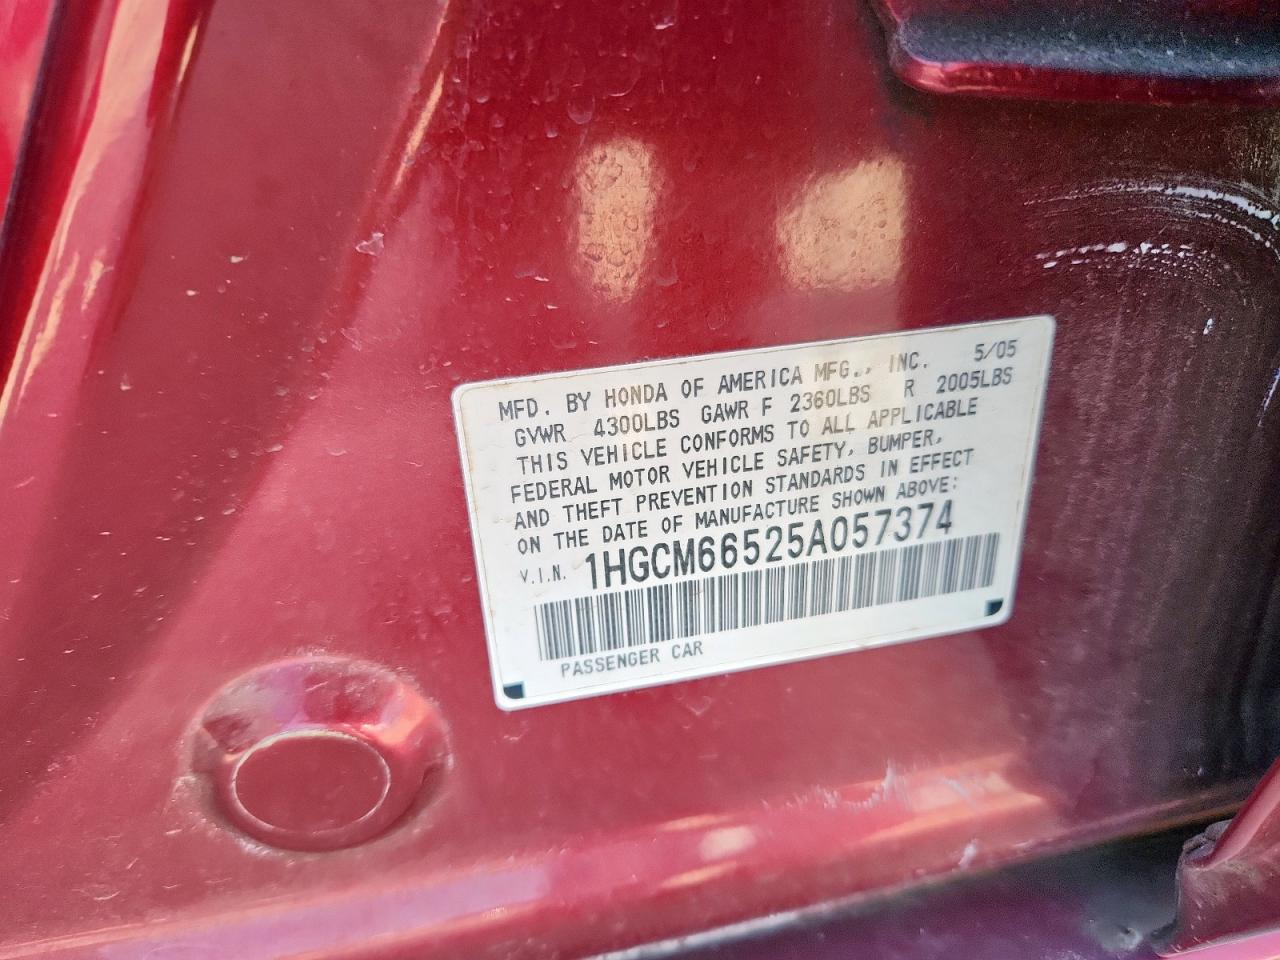 MFD. BY HONDA OF AMERICA MFG., INC. 5/05
GVWR 4300LBS GAWR F 2360LBS R 2005LBS
THIS VEHICLE CONFORMS TO ALL APPLICABLE
FEDERAL MOTOR VEHICLE SAFETY, BUMPER,
AND THEFT PREVENTION STANDARDS IN EFFECT
ON THE DATE OF MANUFACTURE SHOWN ABOVE:
V.I.N. 1HGCM66525A057374
PASSENGER CAR